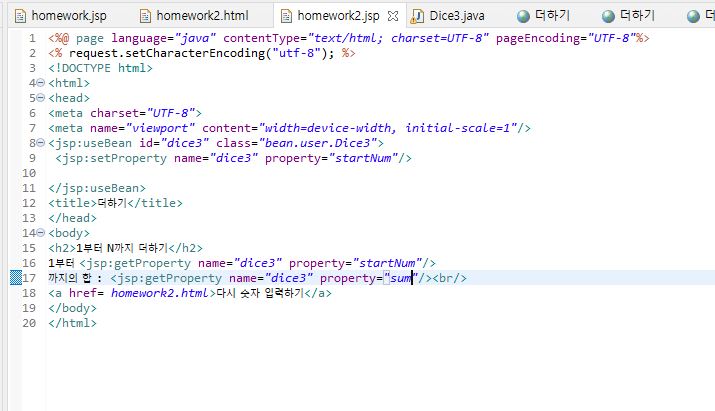 homework.jsp homework2.html homework2.jsp Dice3.java 더하기 더하기 더하기
1 <%@ page language="java" contentType="text/html; charset=UTF-8" pageEncoding="UTF-8"%>
2 <% request.setCharacterEncoding("utf-8"); %>
3 <!DOCTYPE html>
4 <html>
5 <head>
6 <meta charset="UTF-8">
7 <meta name="viewport" content="width=device-width, initial-scale=1"/>
8 <jsp:useBean id="dice3" class="bean.user.Dice3">
9 <jsp:setProperty name="dice3" property="startNum"/>
10
11 </jsp:useBean>
12 <title>더하기</title>
13 </head>
14 <body>
15 <h2>1부터 N까지 더하기</h2>
16 1부터 <jsp:getProperty name="dice3" property="startNum"/>
17 까지의 합 : <jsp:getProperty name="dice3" property="sum"/><br/>
18 <a href= homework2.html>다시 숫자 입력하기</a>
19 </body>
20 </html>